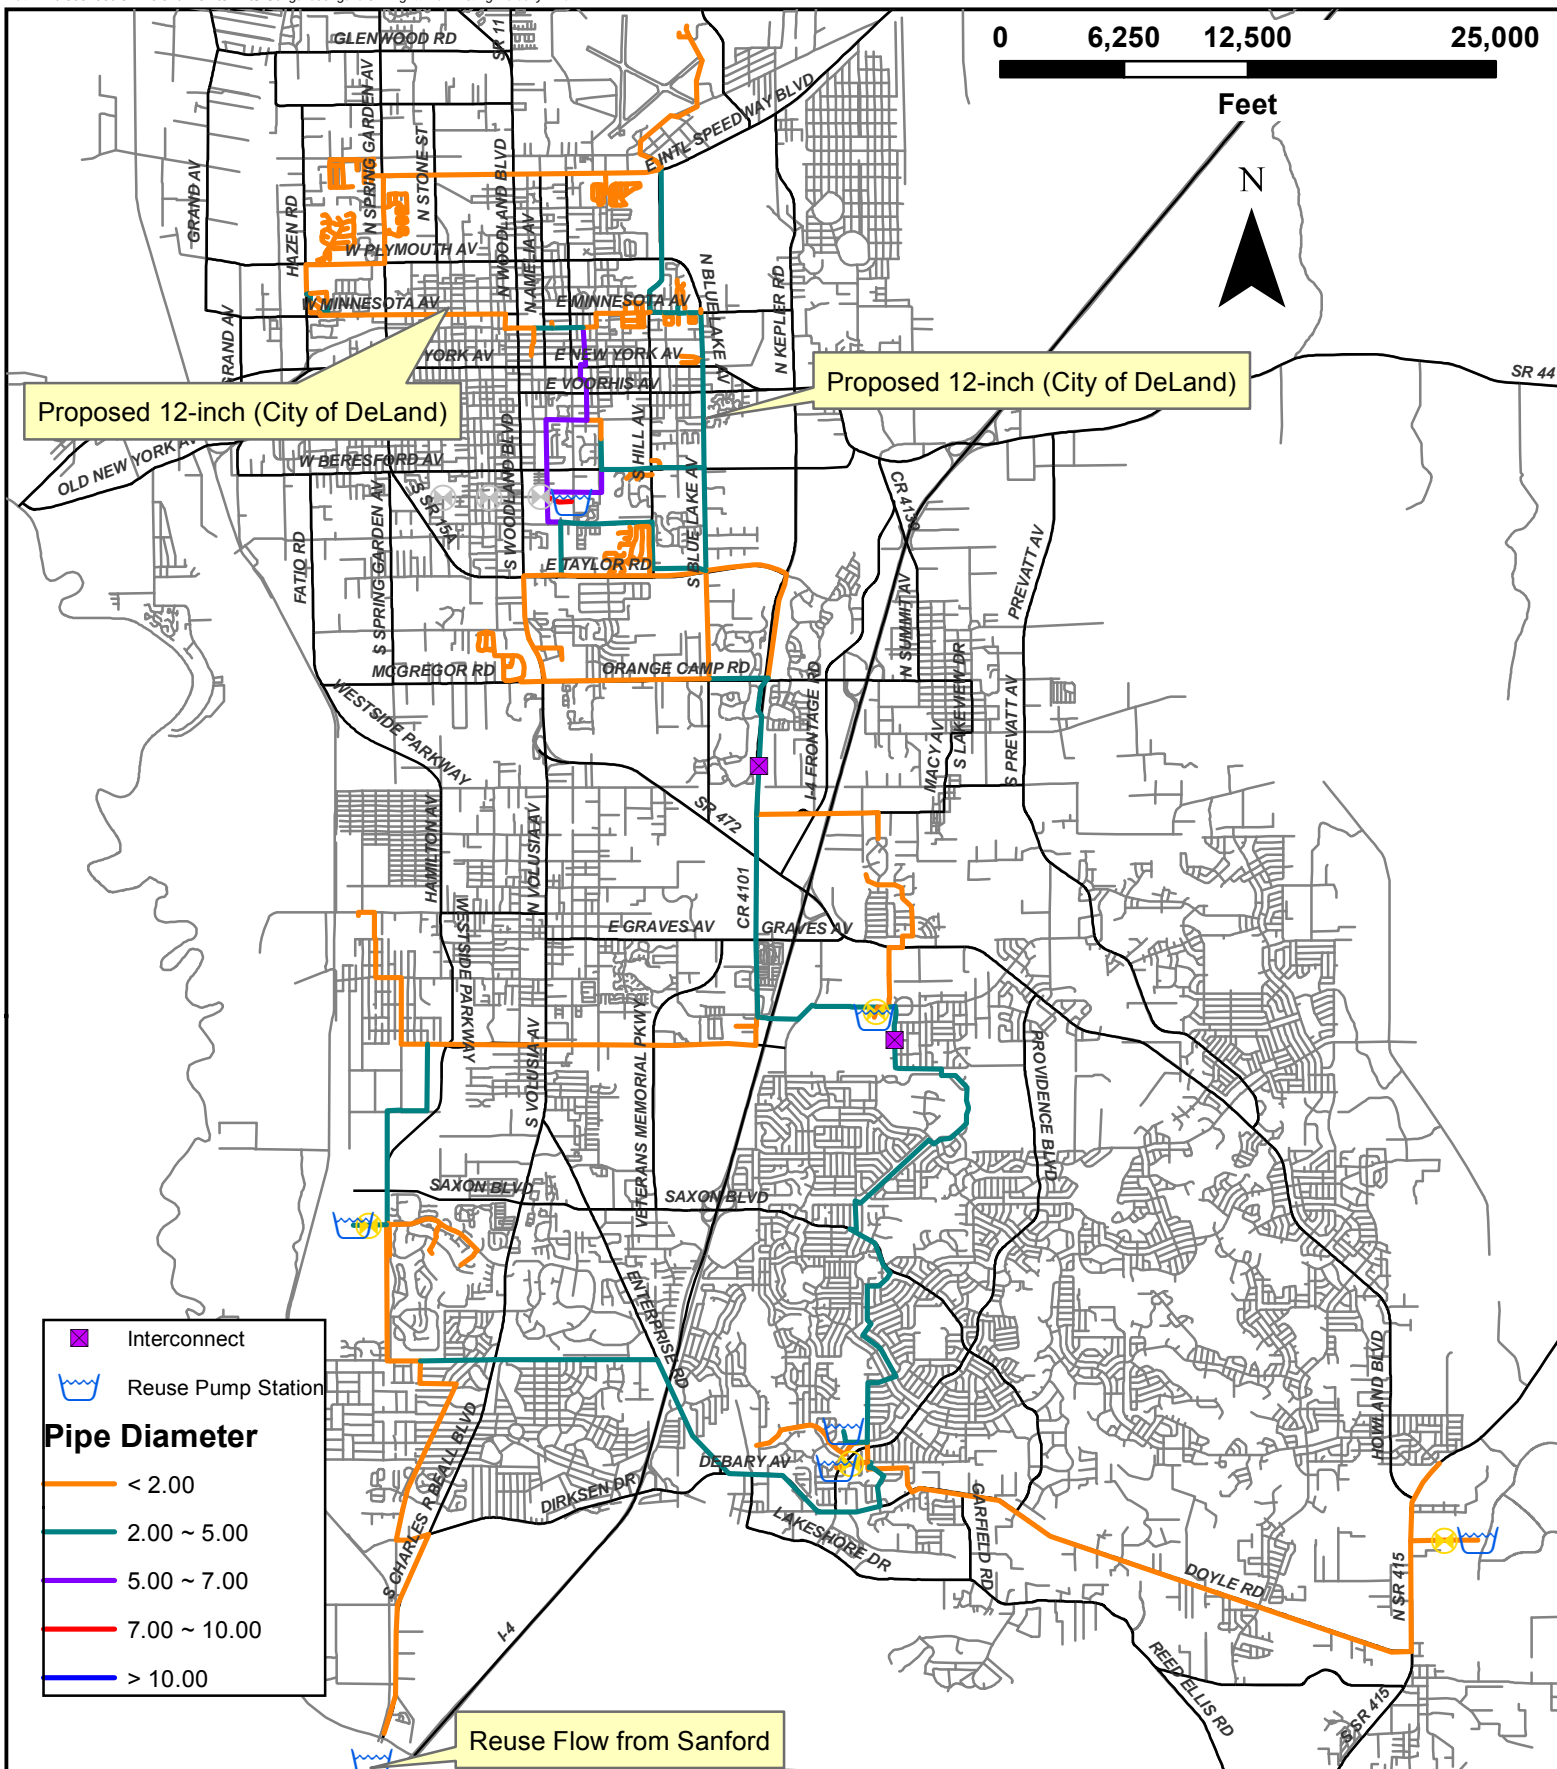 0 6,250 12,500 25,000
Feet
N
GLENWOOD RD
SR 11
N SPRING GARDEN AV
N STONE ST
N WOODLAND BLVD
E INTL SPEEDWAY BLVD
GRAND AV
HAZEN RD
W PLYMOUTH AV
N AMELIA AV
N BLUE LAKE AV
N KEPLER RD
W MINNESOTA AV
E MINNESOTA AV
GRAND AV
YORK AV
E NEW YORK AV
E VOORHIS AV
SR 44
Proposed 12-inch (City of DeLand)
Proposed 12-inch (City of DeLand)
OLD NEW YORK AV
W BERESFORD AV
S HILL AV
S WOODLAND BLVD
S SR 15A
S BLUE LAKE AV
CR 4139
PREVATT AV
FATIO RD
S SPRING GARDEN AV
E TAYLOR RD
N SUMMIT AV
S LAKEVIEW DR
MCGREGOR RD
ORANGE CAMP RD
I-4 FRONTAGE RD
WESTSIDE PARKWAY
MACY AV
S PREVATT AV
SR 472
HAMILTON AV
N VOLUSIA AV
CR 4101
WESTSIDE PARKWAY
E GRAVES AV
GRAVES AV
S VOLUSIA AV
VETERANS MEMORIAL PKWY
PROVIDENCE BLVD
SAXON BLVD
SAXON BLVD
ENTERPRISE RD
HOWLAND BLVD
Interconnect
Reuse Pump Station
Pipe Diameter
< 2.00
2.00 ~ 5.00
5.00 ~ 7.00
7.00 ~ 10.00
> 10.00
S CHARLES R BEALL BLVD
DIRKSEN DR
DEBARY AV
LAKESHORE DR
GARFIELD RD
DOYLE RD
N SR 415
I-4
REED ELLIS RD
S SR 415
Reuse Flow from Sanford